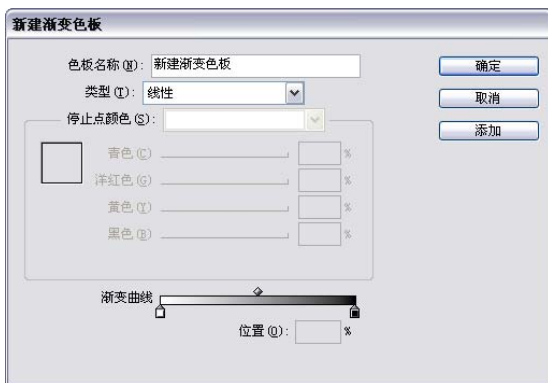 新建渐变色板
色板名称(N): 新建渐变色板
确定
类型(T): 线性
取消
停止点颜色(S):
添加
青色(C) %
洋红色(G) %
黄色(Y) %
黑色(B) %
渐变曲线
位置(O): %